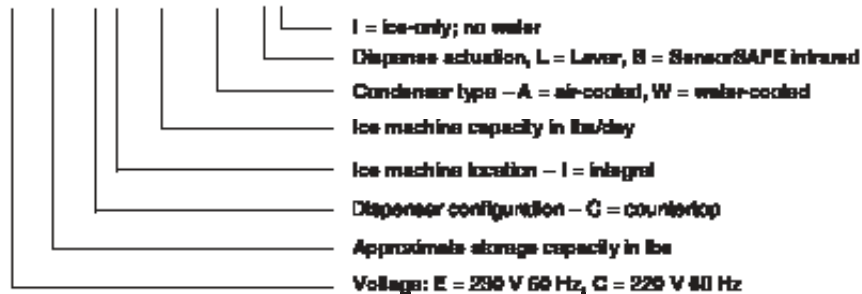 I = ice-only; no water
Dispense actuation, L = Lever, S = SensorSAFE infrared
Condenser type – A = air-cooled, W = water-cooled
Ice machine capacity in lbs/day
Ice machine location – I = integral
Dispenser configuration – C = countertop
Approximate storage capacity in lbs
Voltage: E = 230 V 50 Hz, C = 220 V 60 Hz